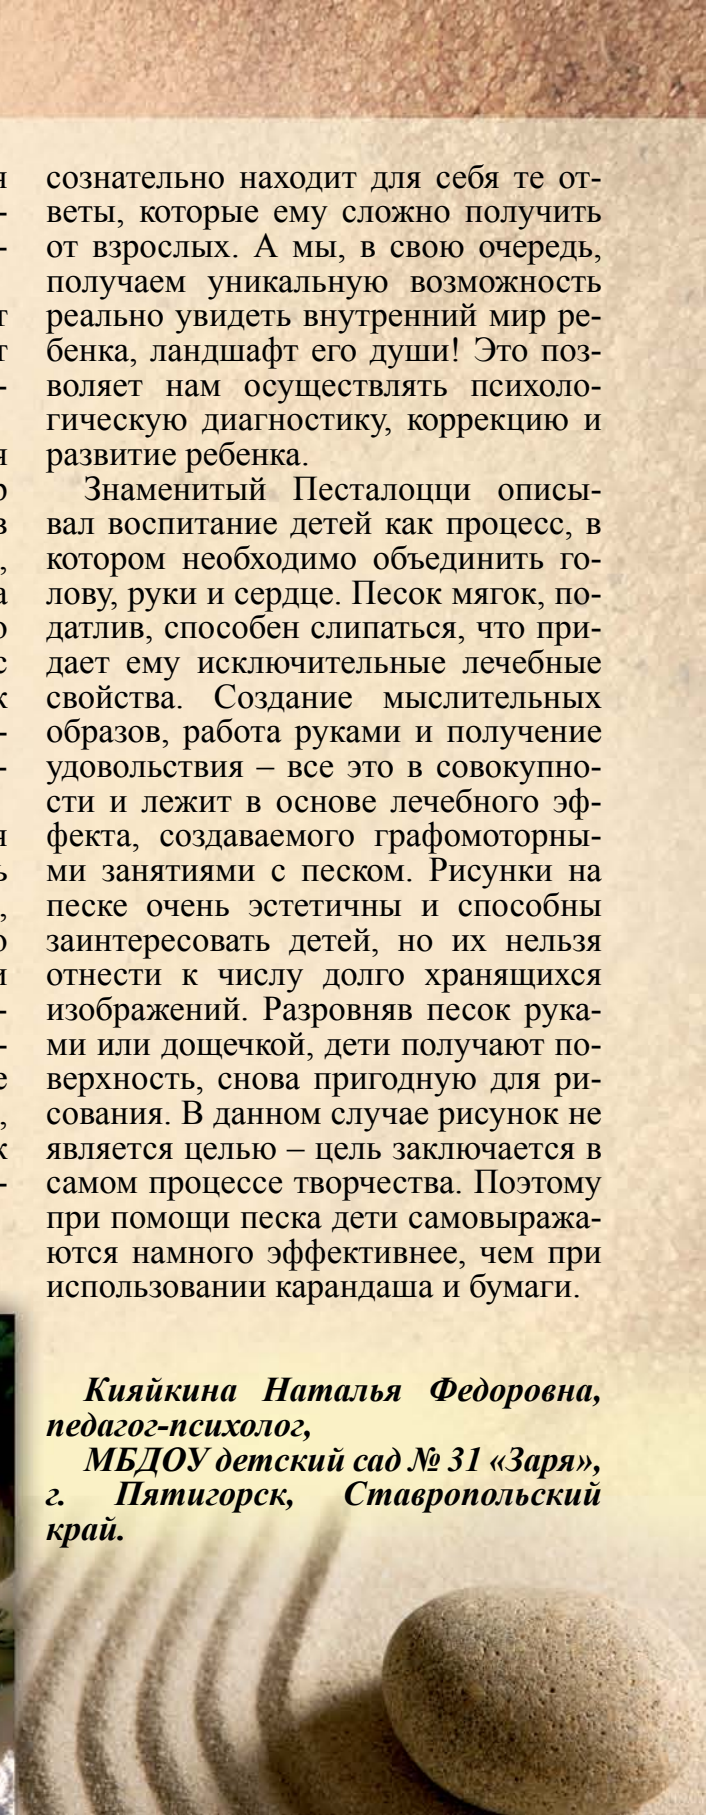 сознательно находит для себя те от-
веты, которые ему сложно получить
от взрослых. А мы, в свою очередь,
получаем уникальную возможность
реально увидеть внутренний мир ре-
бенка, ландшафт его души! Это поз-
воляет нам осуществлять психоло-
гическую диагностику, коррекцию и
развитие ребенка.
Знаменитый Песталоцци описы-
вал воспитание детей как процесс, в
котором необходимо объединить го-
лову, руки и сердце. Песок мягок, по-
датлив, способен слипаться, что при-
дает ему исключительные лечебные
свойства. Создание мыслительных
образов, работа руками и получение
удовольствия – все это в совокупно-
сти и лежит в основе лечебного эф-
фекта, создаваемого графомоторны-
ми занятиями с песком. Рисунки на
песке очень эстетичны и способны
заинтересовать детей, но их нельзя
отнести к числу долго хранящихся
изображений. Разровняв песок рука-
ми или дощечкой, дети получают по-
верхность, снова пригодную для ри-
сования. В данном случае рисунок не
является целью – цель заключается в
самом процессе творчества. Поэтому
при помощи песка дети самовыража-
ются намного эффективнее, чем при
использовании карандаша и бумаги.
Кияйкина Наталья Федоровна,
педагог-психолог,
МБДОУ детский сад № 31 «Заря»,
г. Пятигорск, Ставропольский
край.